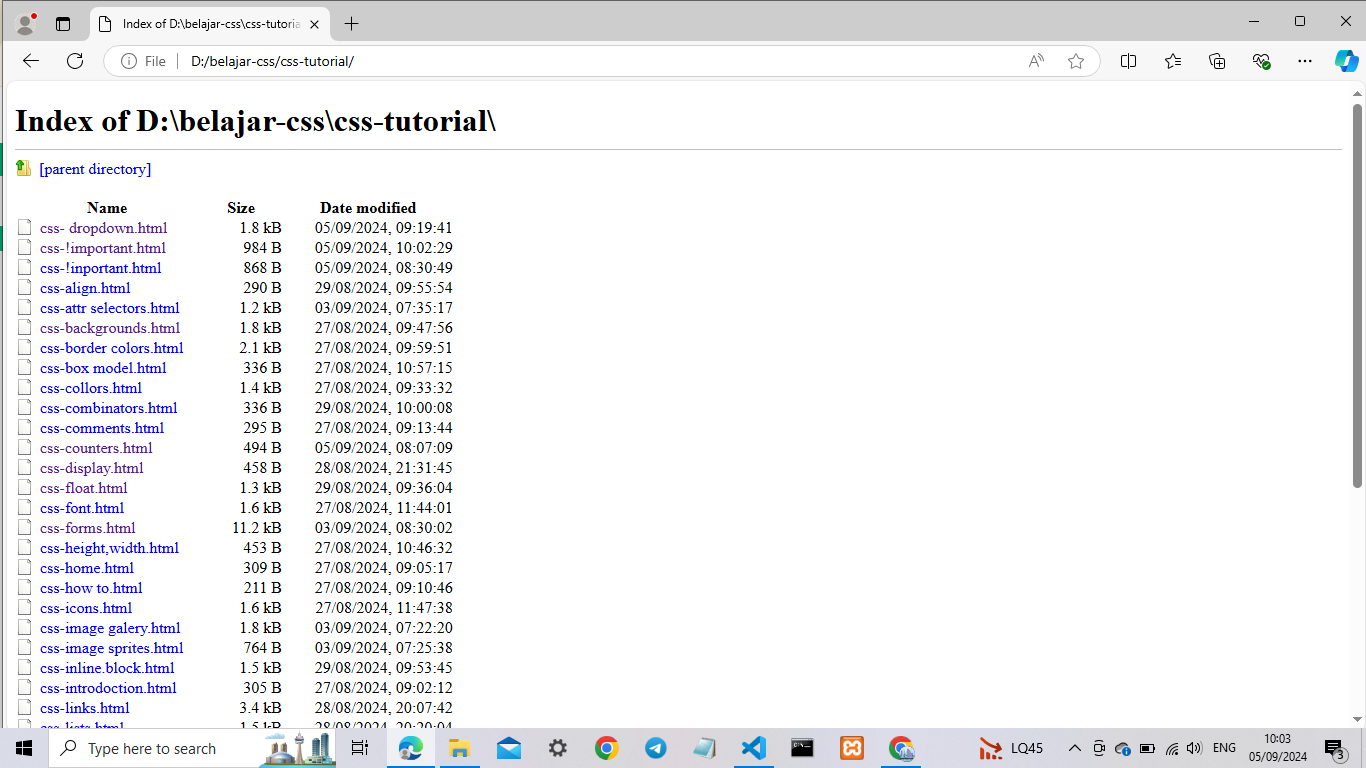 Index of D:\belajar-css\css-tutoria
File D:/belajar-css/css-tutorial/
Index of D:\belajar-css\css-tutorial\
[parent directory]
Name Size Date modified
css- dropdown.html 1.8 kB 05/09/2024, 09:19:41
css-!important.html 984 B 05/09/2024, 10:02:29
css-!inportant.html 868 B 05/09/2024, 08:30:49
css-align.html 290 B 29/08/2024, 09:55:54
css-attr selectors.html 1.2 kB 03/09/2024, 07:35:17
css-backgrounds.html 1.8 kB 27/08/2024, 09:47:56
css-border colors.html 2.1 kB 27/08/2024, 09:59:51
css-box model.html 336 B 27/08/2024, 10:57:15
css-collors.html 1.4 kB 27/08/2024, 09:33:32
css-combinators.html 336 B 29/08/2024, 10:00:08
css-comments.html 295 B 27/08/2024, 09:13:44
css-counters.html 494 B 05/09/2024, 08:07:09
css-display.html 458 B 28/08/2024, 21:31:45
css-float.html 1.3 kB 29/08/2024, 09:36:04
css-font.html 1.6 kB 27/08/2024, 11:44:01
css-forms.html 11.2 kB 03/09/2024, 08:30:02
css-height,width.html 453 B 27/08/2024, 10:46:32
css-home.html 309 B 27/08/2024, 09:05:17
css-how to.html 211 B 27/08/2024, 09:10:46
css-icons.html 1.6 kB 27/08/2024, 11:47:38
css-image galery.html 1.8 kB 03/09/2024, 07:22:20
css-image sprites.html 764 B 03/09/2024, 07:25:38
css-inline.block.html 1.5 kB 29/08/2024, 09:53:45
css-introdoction.html 305 B 27/08/2024, 09:02:12
css-links.html 3.4 kB 28/08/2024, 20:07:42
css-lists.html 1.5 kB 28/08/2024, 20:20:04
Type here to search
LQ45
ENG
10:03
05/09/2024
3